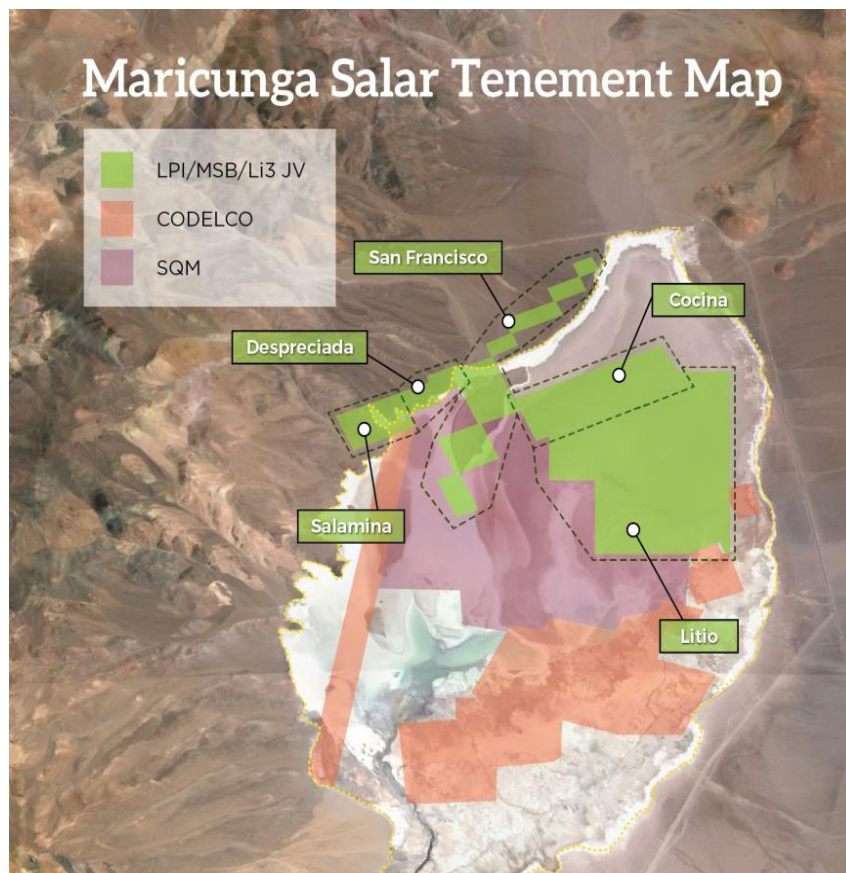 Maricunga Salar Tenement Map
LPI/MSB/Li3 JV
CODELCO
SQM
San Francisco
Cocina
Despreciada
Salamina
Litio